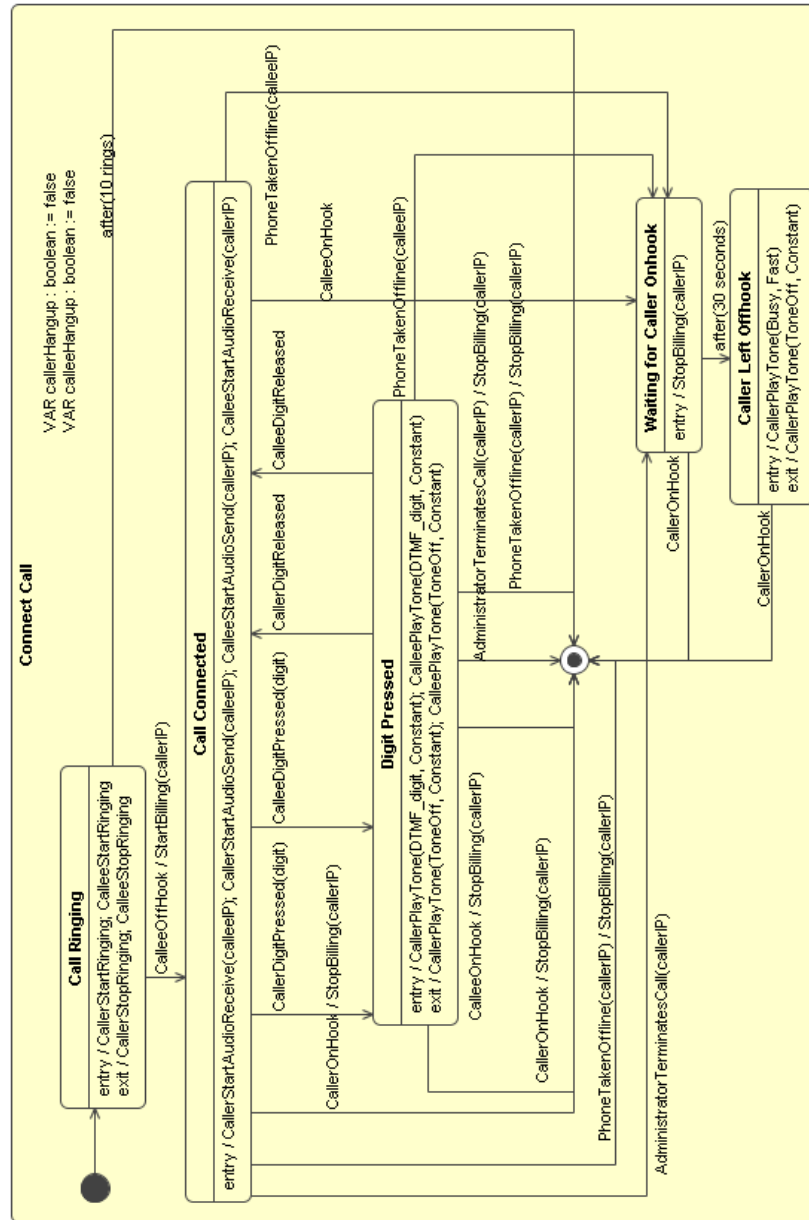 Connect Call
VAR callerHangup : boolean := false
VAR calleeHangup : boolean := false
Call Ringing
entry / CallerStartRinging; CalleeStartRinging
exit / CallerStopRinging; CalleeStopRinging
after(10 rings)
CalleeOffHook / StartBilling(callerIP)
Call Connected
entry / CallerStartAudioReceive(calleeIP); CallerStartAudioSend(calleeIP); CalleeStartAudioSend(callerIP); CalleeStartAudioReceive(callerIP)
CallerOnHook / StopBilling(callerIP)
CallerDigitPressed(digit)
CalleeDigitPressed(digit)
CallerDigitReleased
CalleeDigitReleased
CalleeOnHook
PhoneTakenOffline(calleeIP)
Digit Pressed
entry / CallerPlayTone(DTMF_digit, Constant); CalleePlayTone(DTMF_digit, Constant)
exit / CallerPlayTone(ToneOff, Constant); CalleePlayTone(ToneOff, Constant)
PhoneTakenOffline(calleeIP)
CalleeOnHook / StopBilling(callerIP)
AdministratorTerminatesCall(callerIP) / StopBilling(callerIP)
PhoneTakenOffline(callerIP) / StopBilling(callerIP)
CallerOnHook / StopBilling(callerIP)
PhoneTakenOffline(callerIP) / StopBilling(callerIP)
AdministratorTerminatesCall(callerIP)
Waiting for Caller Onhook
entry / StopBilling(callerIP)
CallerOnHook
after(30 seconds)
Caller Left Offhook
entry / CallerPlayTone(Busy, Fast)
exit / CallerPlayTone(ToneOff, Constant)
CallerOnHook